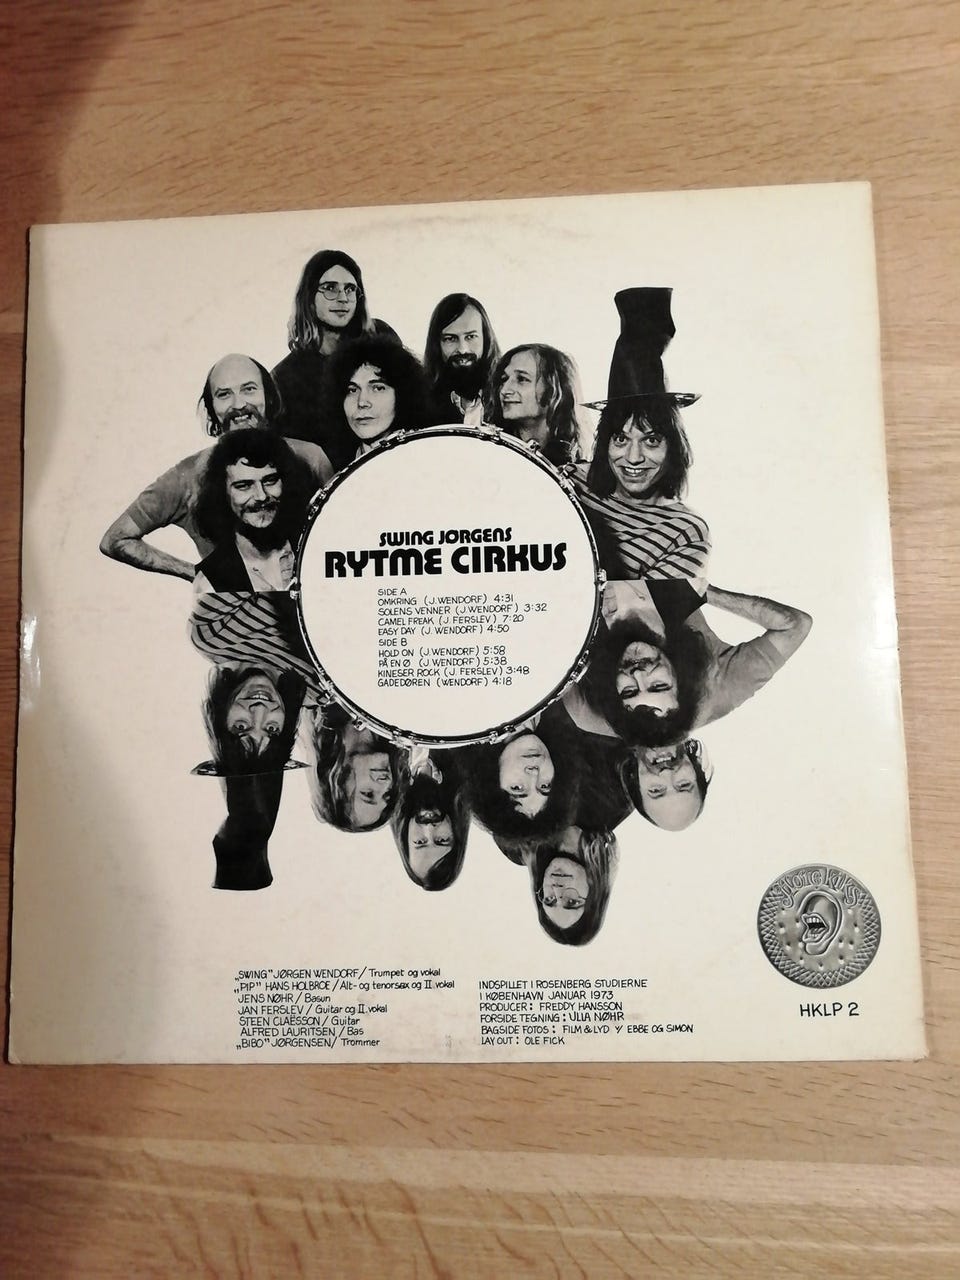 SWING JØRGENS
RYTME CIRKUS
SIDE A
OMKRING (J. WENDORF) 4:31
SOLENS VENNER (J. WENDORF) 3:32
CAMEL FREAK (J. FERSLEV) 7:20
EASY DAY (J. WENDORF) 4:50
SIDE B
HOLD ON (J. WENDORF) 5:58
PÅ EN Ø (J. WENDORF) 5:38
KINESER ROCK (J. FERSLEV) 3:48
GADEDØREN (WENDORF) 4:18
„SWING" JØRGEN WENDORF / Trumpet og vokal
„PIP" HANS HOLBROE / Alt- og tenorsax og II vokal
JENS NØHR / Basun
JAN FERSLEV / Guitar og II vokal
STEEN CLAËSSON / Guitar
ALFRED LAURITSEN / Bas
„BIBO" JØRGENSEN / Trommer
INDSPILLET I ROSENBERG STUDIERNE
I KØBENHAVN JANUAR 1973
PRODUCER: FREDDY HANSSON
FORSIDE TEGNING: ULLA NØHR
BAGSIDE FOTOS: FILM & LYD V/ EBBE OG SIMON
LAY OUT: OLE FICK
HKLP 2